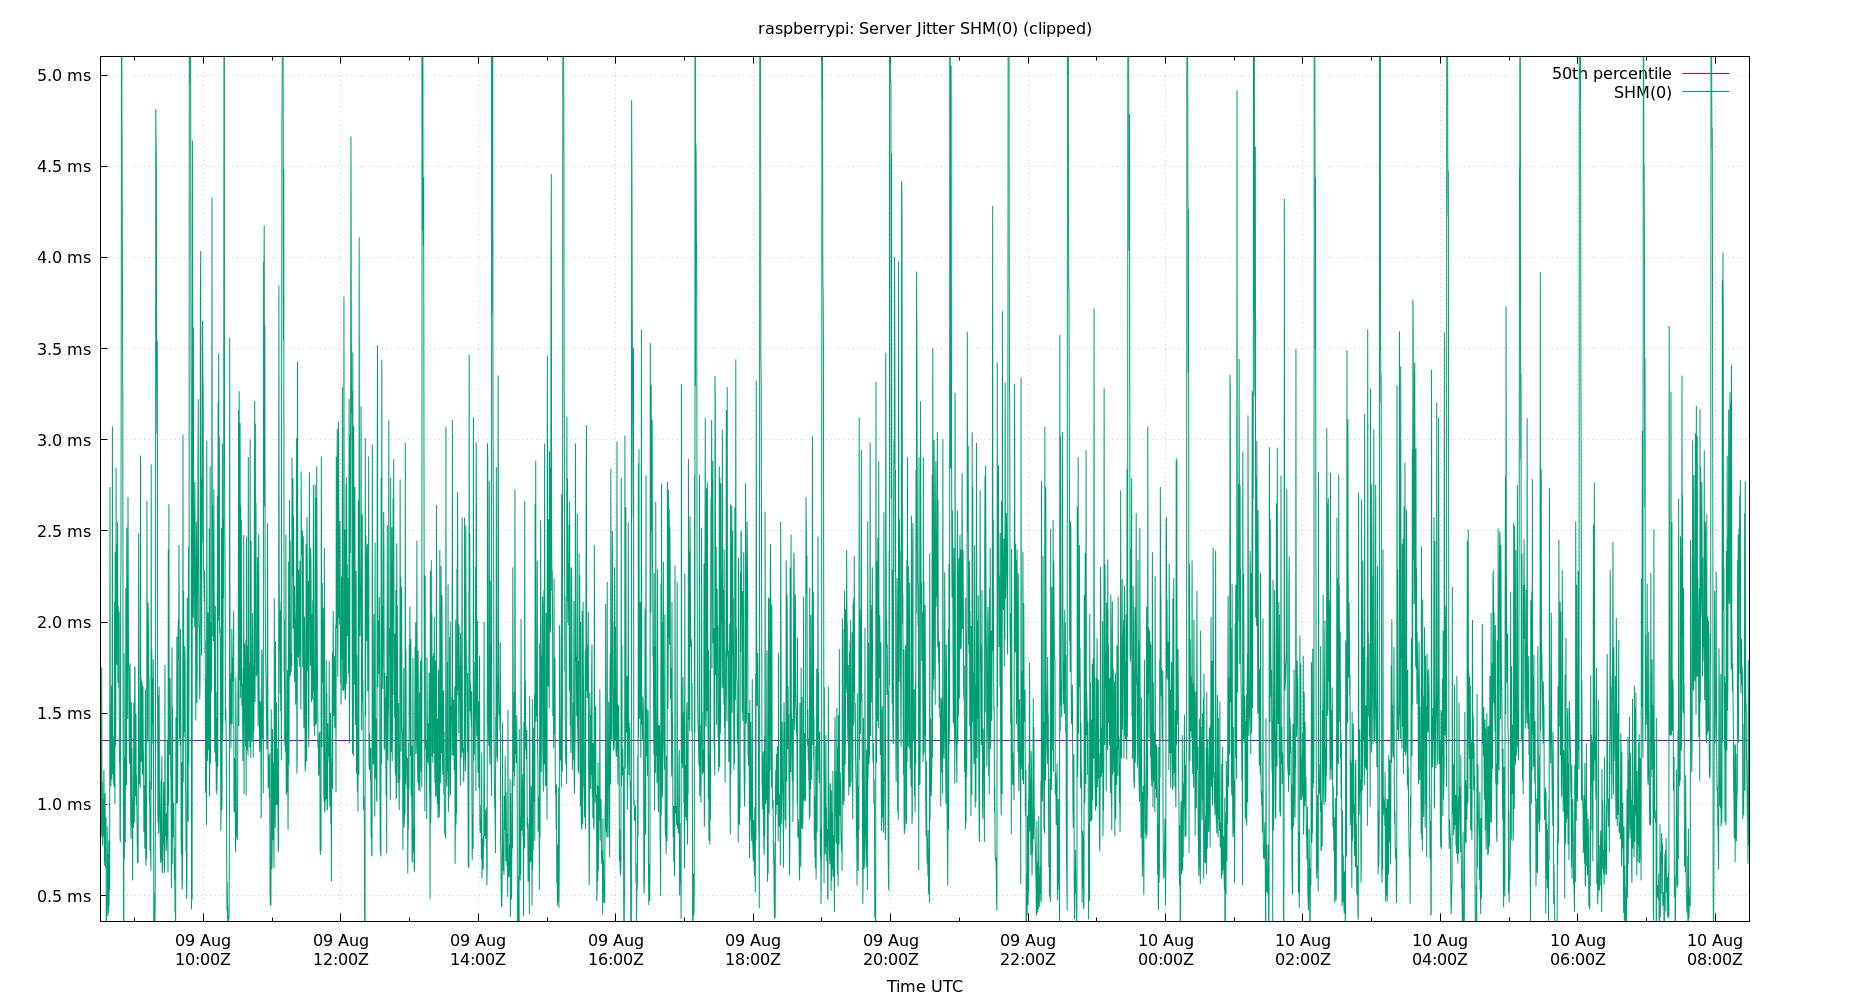 raspberrypi: Server Jitter SHM(0) (clipped)
50th percentile
SHM(0)
5.0 ms
4.5 ms
4.0 ms
3.5 ms
3.0 ms
2.5 ms
2.0 ms
1.5 ms
1.0 ms
0.5 ms
09 Aug 09 Aug 09 Aug 09 Aug 09 Aug 09 Aug 09 Aug 10 Aug 10 Aug 10 Aug 10 Aug 10 Aug
10:00Z 12:00Z 14:00Z 16:00Z 18:00Z 20:00Z 22:00Z 00:00Z 02:00Z 04:00Z 06:00Z 08:00Z
Time UTC